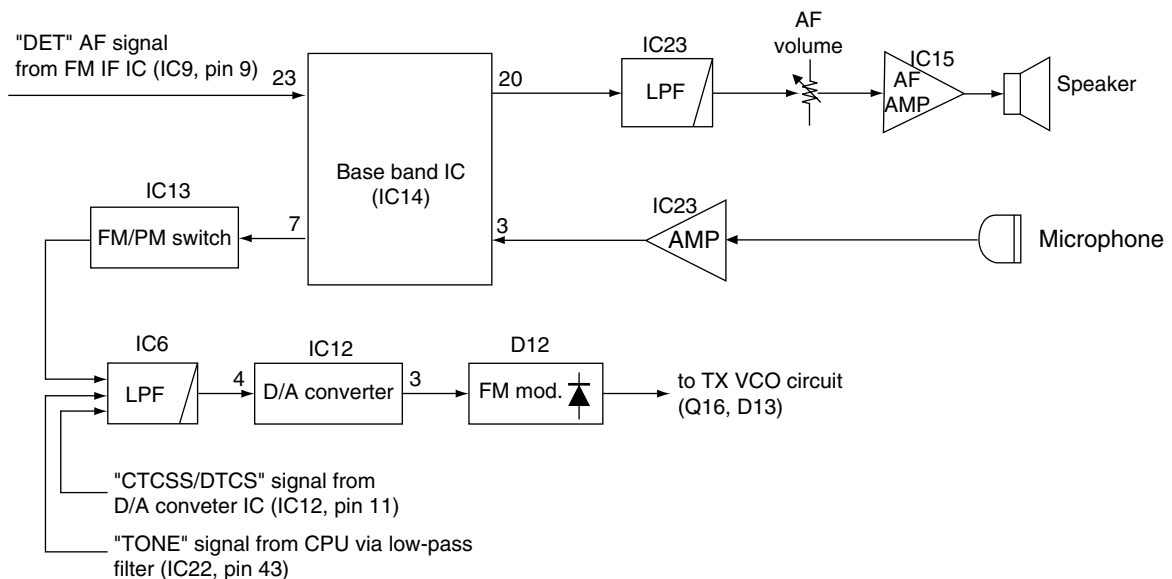 "DET" AF signal
from FM IF IC (IC9, pin 9)
23
Base band IC
(IC14)
20
IC23
LPF
AF
volume
IC15
AF
AMP
Speaker
IC13
FM/PM switch
7
3
IC23
AMP
Microphone
IC6
LPF
4
IC12
D/A converter
3
D12
FM mod.
to TX VCO circuit
(Q16, D13)
"CTCSS/DTCS" signal from
D/A conveter IC (IC12, pin 11)
"TONE" signal from CPU via low-pass
filter (IC22, pin 43)